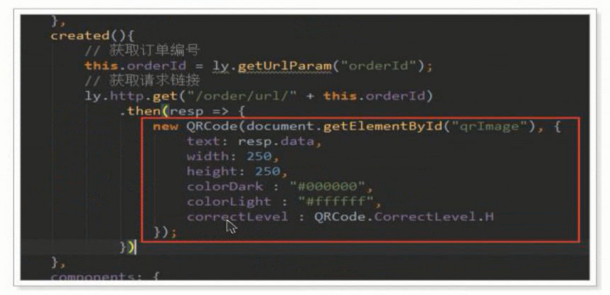 },
created(){
// 获取订单编号
this.orderId = ly.getUrlParam("orderId");
// 获取请求链接
ly.http.get("/order/url/" + this.orderId)
.then(resp => {
new QRCode(document.getElementById("qrImage"), {
text: resp.data,
width: 250,
height: 250,
colorDark : "#000000",
colorLight : "#ffffff",
correctLevel : QRCode.CorrectLevel.H
});
})
},
components: {